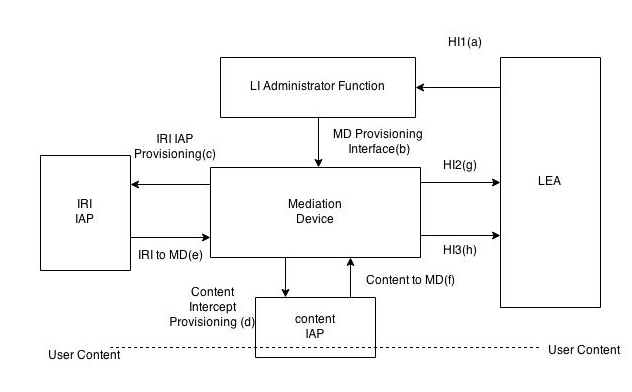 HI1(a)
LI Administrator Function
MD Provisioning
Interface(b)
IRI IAP
Provisioning(c)
HI2(g)
LEA
IRI
IAP
Mediation
Device
IRI to MD(e)
HI3(h)
Content to MD(f)
Content
Intercept
Provisioning (d)
content
IAP
User Content
User Content